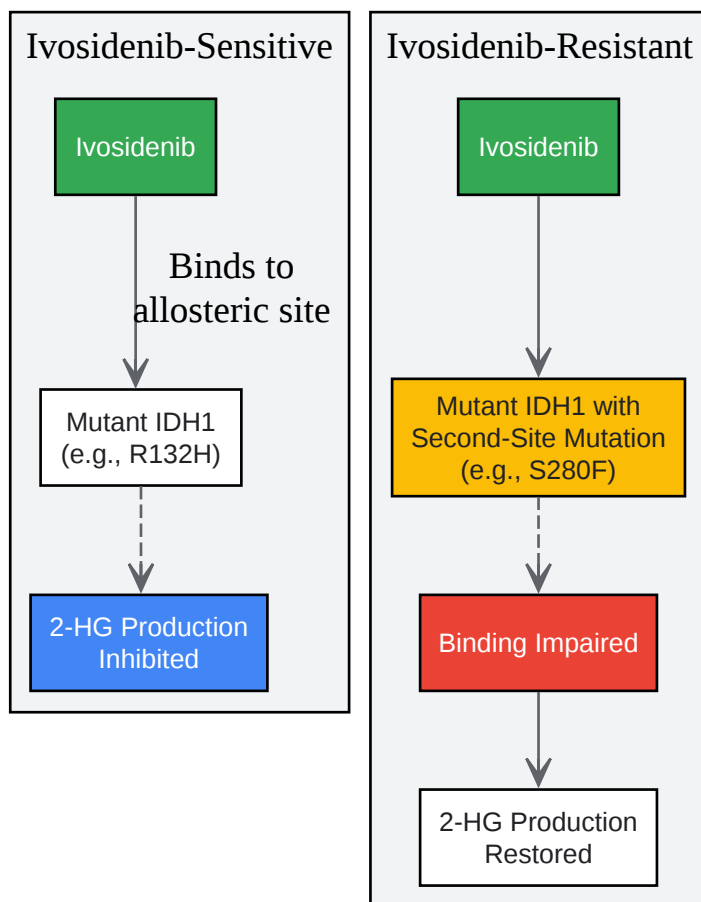 Ivosidenib-Sensitive
Ivosidenib
Binds to
allosteric site
Mutant IDH1
(e.g., R132H)
2-HG Production
Inhibited
Ivosidenib-Resistant
Ivosidenib
Mutant IDH1 with
Second-Site Mutation
(e.g., S280F)
Binding Impaired
2-HG Production
Restored